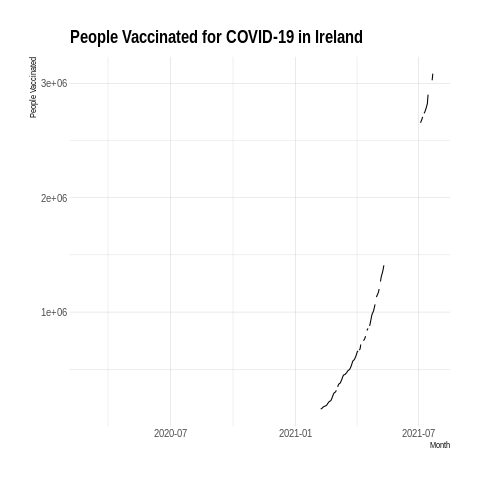 People Vaccinated for COVID-19 in Ireland
People Vaccinated
3e+06
2e+06
1e+06
2020-07
2021-01
2021-07
Month